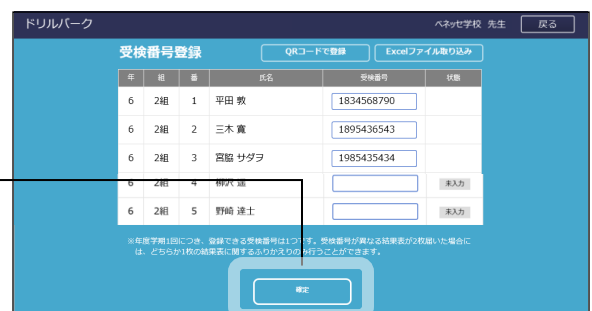 ドリルパーク ベネッセ学校 先生 戻る
受検番号登録 QRコードで登録 Excelファイル取り込み
年 組 番 氏名 受検番号 状態
6 2組 1 平田 敦 1834568790
6 2組 2 三木 寛 1895436543
6 2組 3 宮脇 サダヲ 1985435434
6 2組 4 柳沢 遥 未入力
6 2組 5 野崎 達士 未入力
※年度学期1回につき、登録できる受検番号は1つです。受検番号が異なる結果表が2枚届いた場合に
は、どちらか1枚の結果表に関するふりかえりのみ行うことができます。
確定